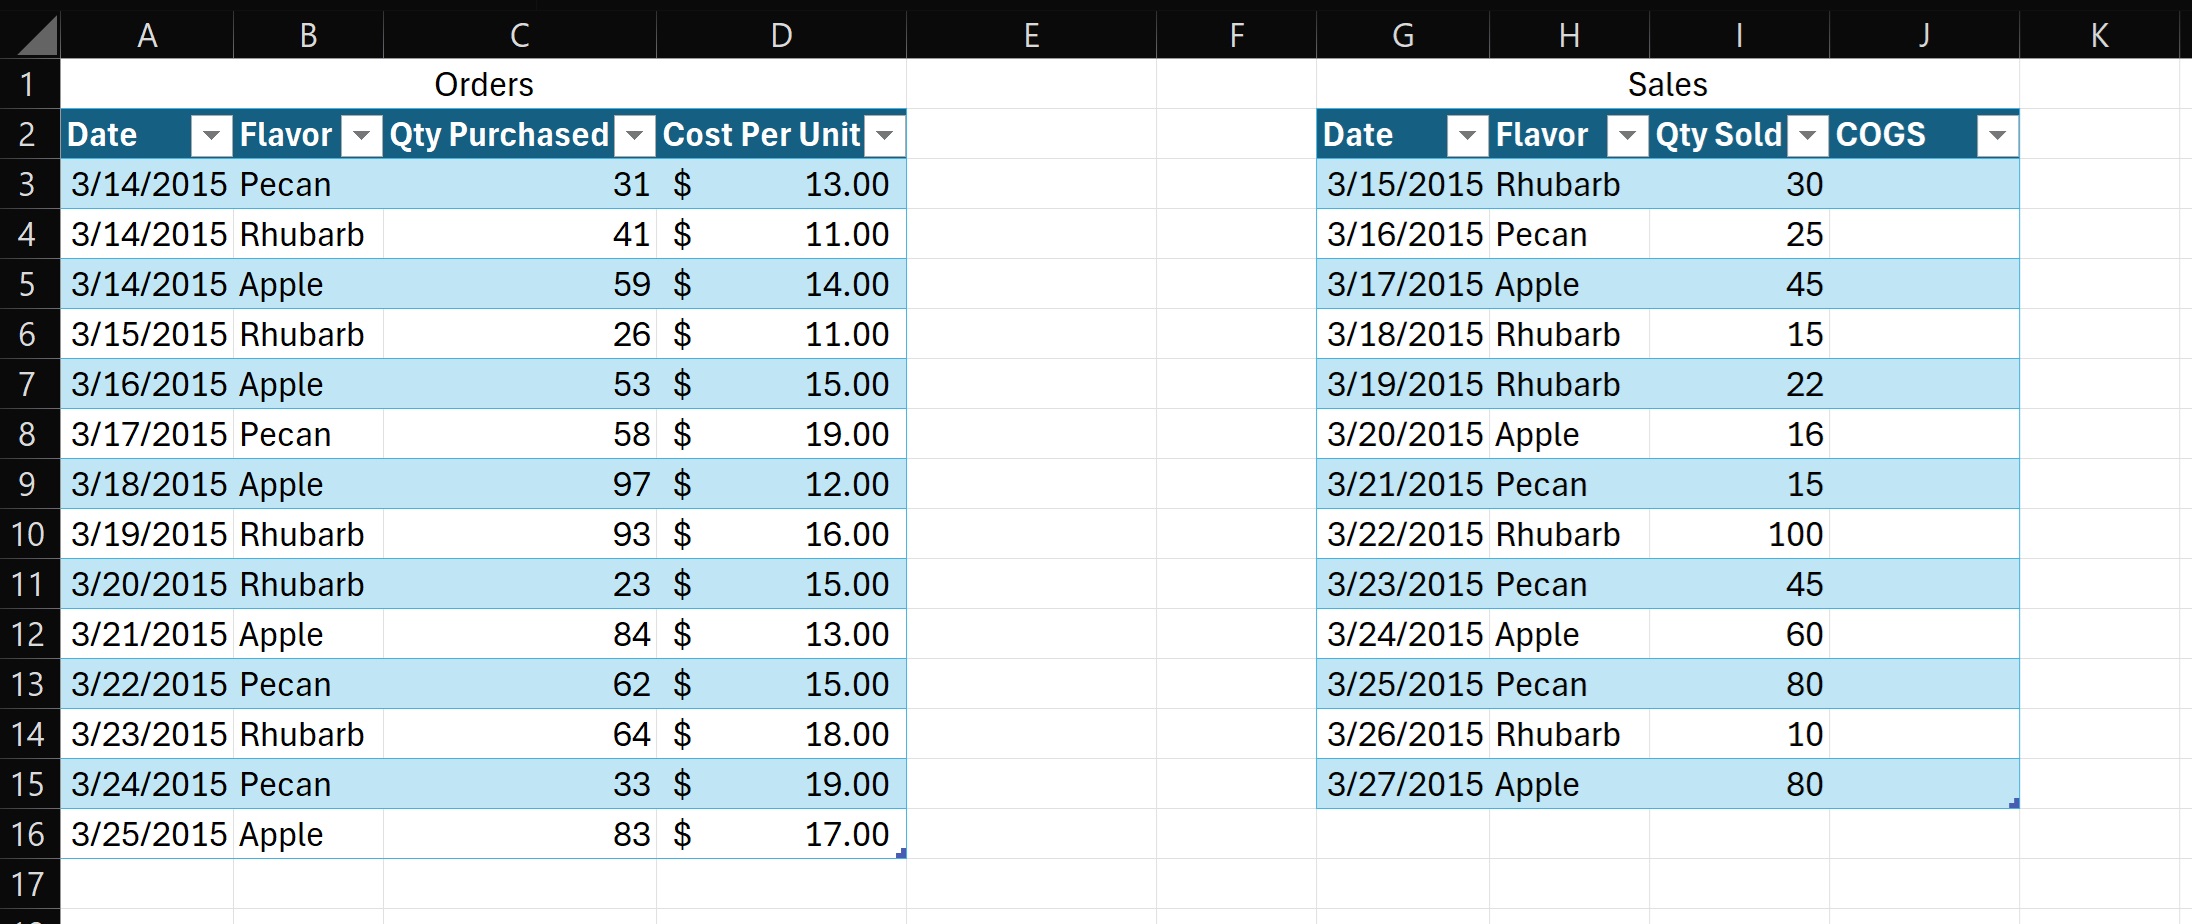 A B C D E F G H I J K
1 Orders Sales
2 Date Flavor Qty Purchased Cost Per Unit Date Flavor Qty Sold COGS
3 3/14/2015 Pecan 31 $ 13.00 3/15/2015 Rhubarb 30
4 3/14/2015 Rhubarb 41 $ 11.00 3/16/2015 Pecan 25
5 3/14/2015 Apple 59 $ 14.00 3/17/2015 Apple 45
6 3/15/2015 Rhubarb 26 $ 11.00 3/18/2015 Rhubarb 15
7 3/16/2015 Apple 53 $ 15.00 3/19/2015 Rhubarb 22
8 3/17/2015 Pecan 58 $ 19.00 3/20/2015 Apple 16
9 3/18/2015 Apple 97 $ 12.00 3/21/2015 Pecan 15
10 3/19/2015 Rhubarb 93 $ 16.00 3/22/2015 Rhubarb 100
11 3/20/2015 Rhubarb 23 $ 15.00 3/23/2015 Pecan 45
12 3/21/2015 Apple 84 $ 13.00 3/24/2015 Apple 60
13 3/22/2015 Pecan 62 $ 15.00 3/25/2015 Pecan 80
14 3/23/2015 Rhubarb 64 $ 18.00 3/26/2015 Rhubarb 10
15 3/24/2015 Pecan 33 $ 19.00 3/27/2015 Apple 80
16 3/25/2015 Apple 83 $ 17.00
17